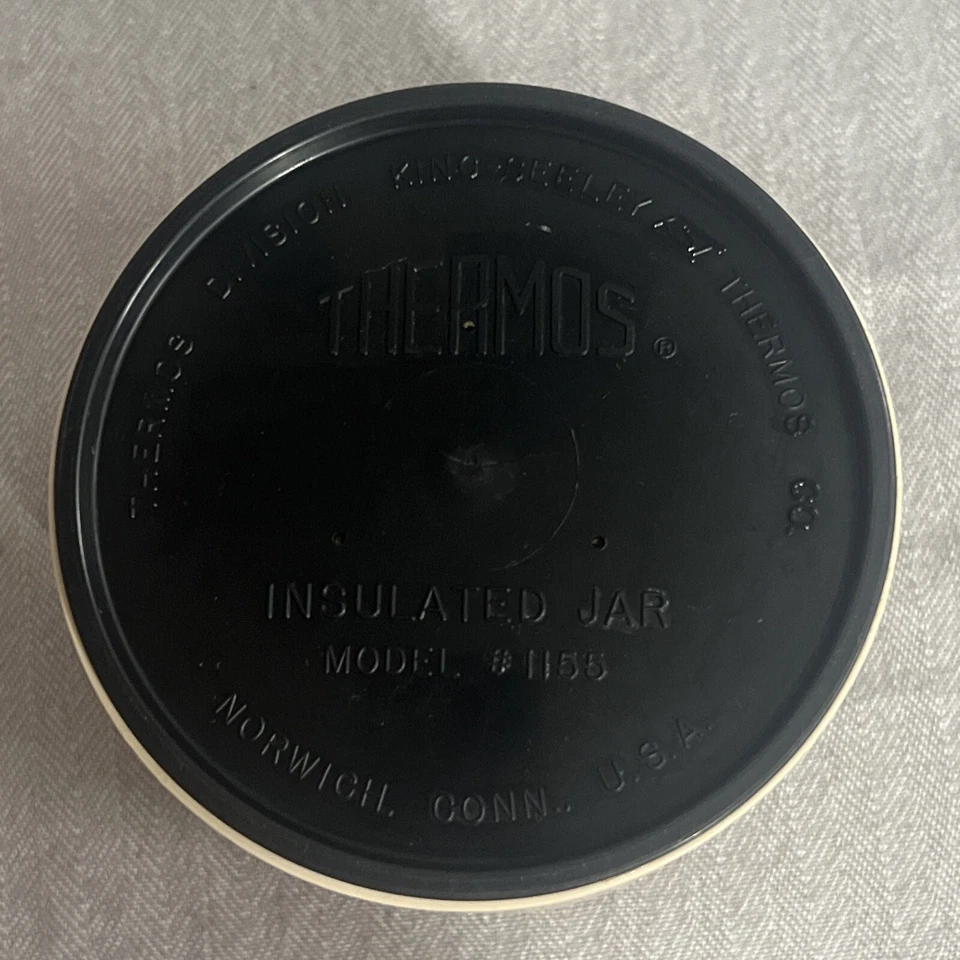 THERMOS DIVISION KING-SEELEY THERMOS CO.
THERMOS ®
INSULATED JAR
MODEL #1155
NORWICH, CONN., U.S.A.